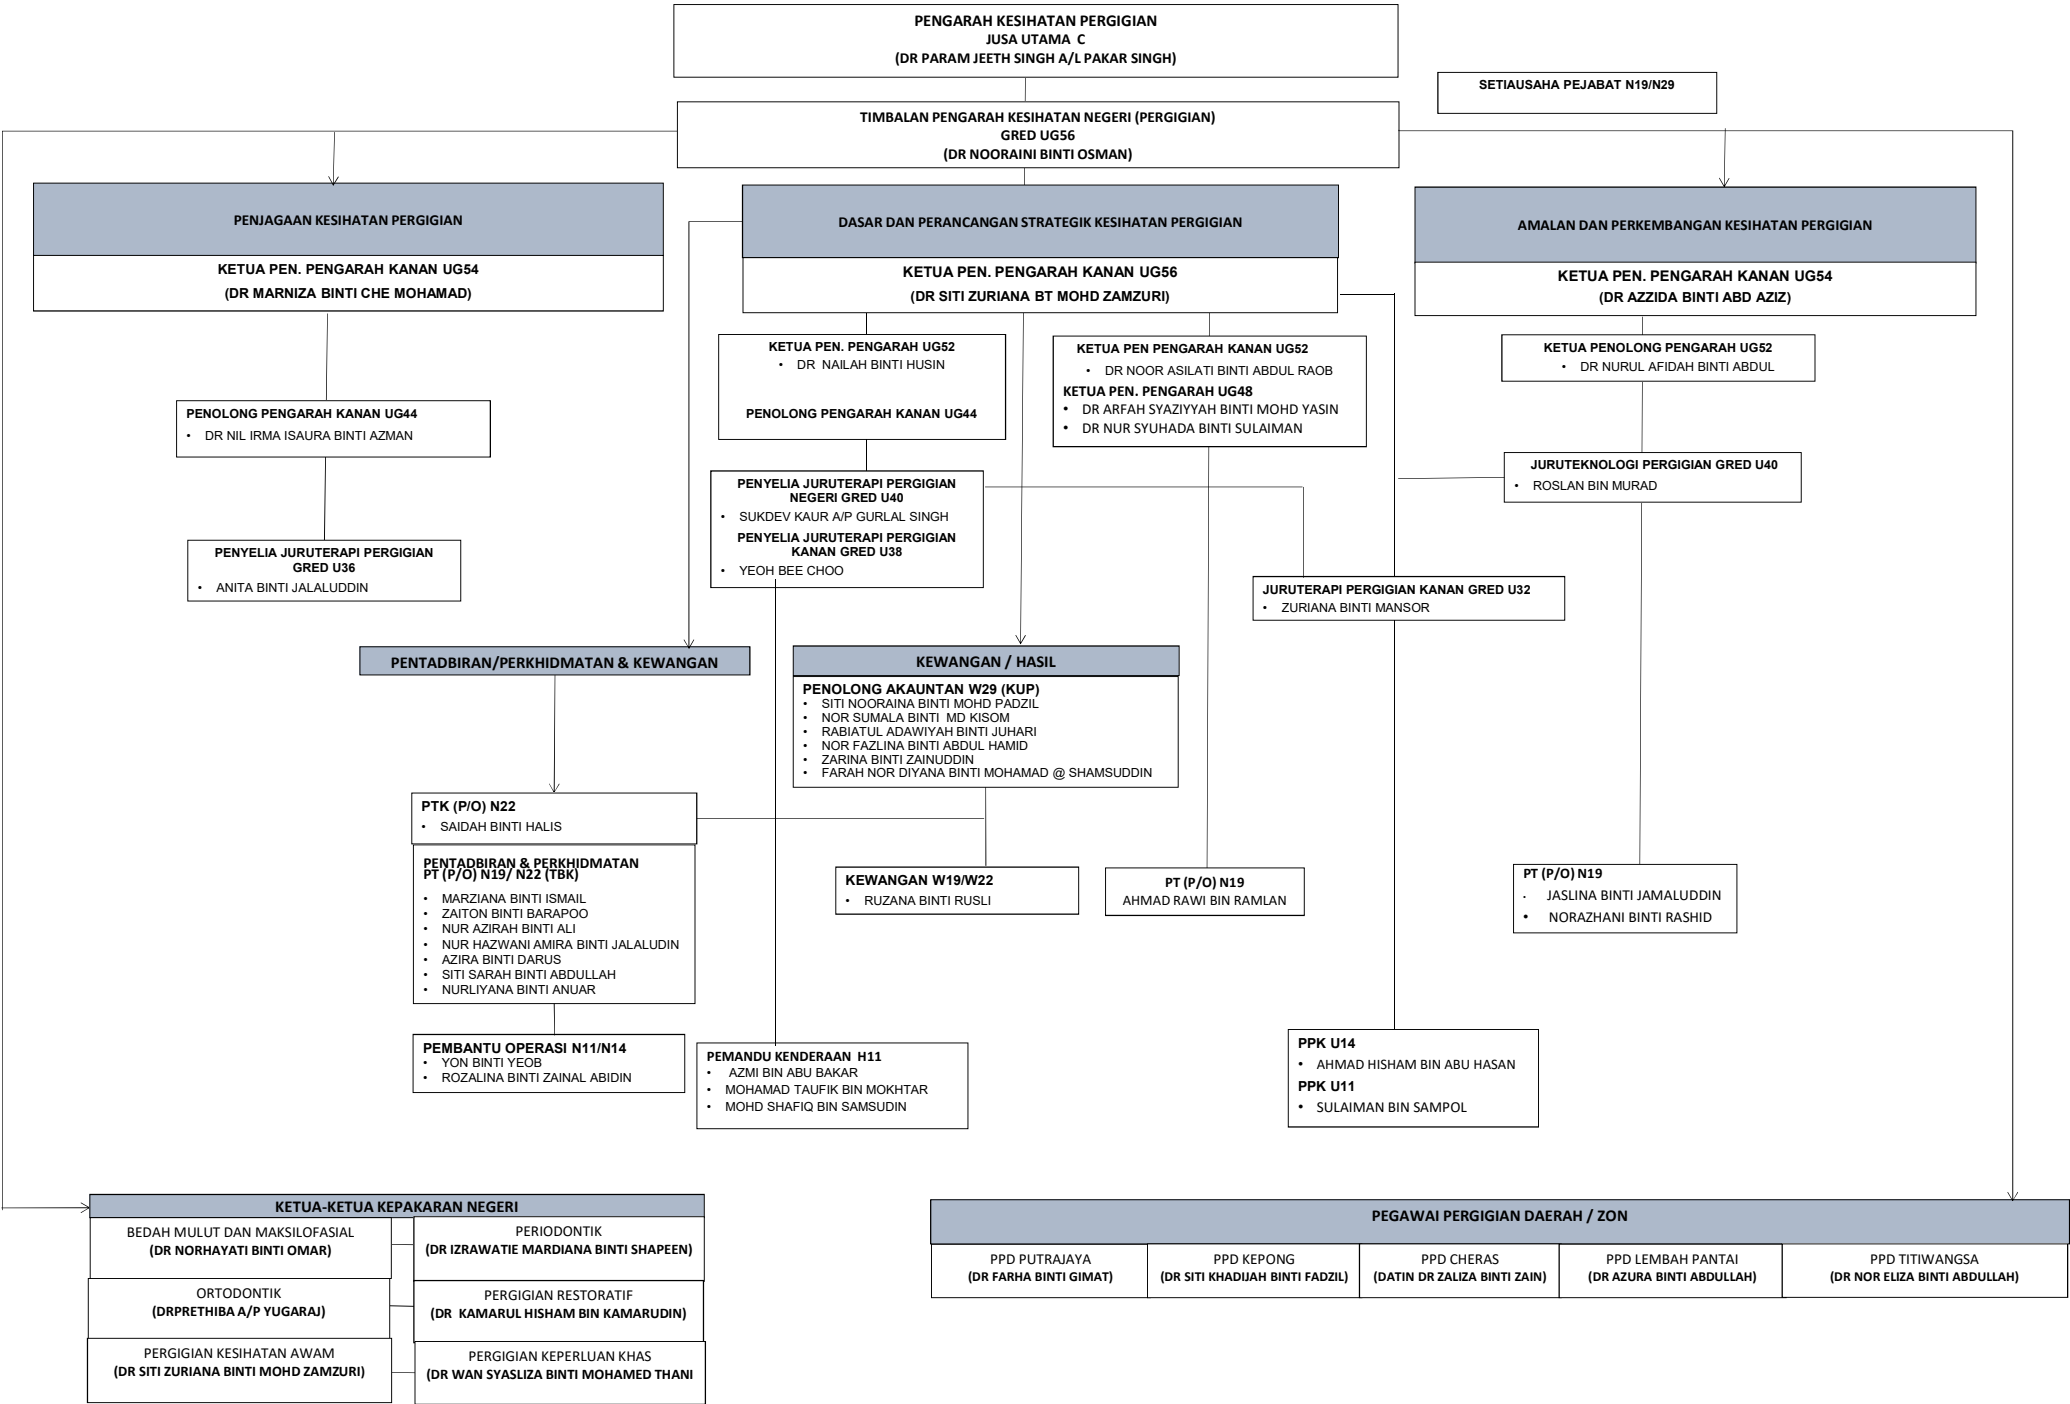 PENGARAH KESIHATAN PERGIGIAN
JUSA UTAMA C
(DR PARAM JEETH SINGH A/L PAKAR SINGH)
SETIAUSAHA PEJABAT N19/N29
TIMBALAN PENGARAH KESIHATAN NEGERI (PERGIGIAN)
GRED UG56
(DR NOORAINI BINTI OSMAN)
PENJAGAAN KESIHATAN PERGIGIAN
KETUA PEN. PENGARAH KANAN UG54
(DR MARNIZA BINTI CHE MOHAMAD)
DASAR DAN PERANCANGAN STRATEGIK KESIHATAN PERGIGIAN
KETUA PEN. PENGARAH KANAN UG56
(DR SITI ZURIANA BT MOHD ZAMZURI)
AMALAN DAN PERKEMBANGAN KESIHATAN PERGIGIAN
KETUA PEN. PENGARAH KANAN UG54
(DR AZZIDA BINTI ABD AZIZ)
KETUA PEN. PENGARAH UG52
• DR NAILAH BINTI HUSIN
PENOLONG PENGARAH KANAN UG44
KETUA PEN PENGARAH KANAN UG52
• DR NOOR ASILATI BINTI ABDUL RAOB
KETUA PEN. PENGARAH UG48
• DR ARFAH SYAZIYYAH BINTI MOHD YASIN
• DR NUR SYUHADA BINTI SULAIMAN
KETUA PENOLONG PENGARAH UG52
• DR NURUL AFIDAH BINTI ABDUL
PENOLONG PENGARAH KANAN UG44
• DR NIL IRMA ISAURA BINTI AZMAN
PENYELIA JURUTERAPI PERGIGIAN
NEGERI GRED U40
• SUKDEV KAUR A/P GURLAL SINGH
PENYELIA JURUTERAPI PERGIGIAN
KANAN GRED U38
• YEOH BEE CHOO
JURUTEKNOLOGI PERGIGIAN GRED U40
• ROSLAN BIN MURAD
PENYELIA JURUTERAPI PERGIGIAN
GRED U36
• ANITA BINTI JALALUDDIN
JURUTERAPI PERGIGIAN KANAN GRED U32
• ZURIANA BINTI MANSOR
PENTADBIRAN/PERKHIDMATAN & KEWANGAN
KEWANGAN / HASIL
PENOLONG AKAUNTAN W29 (KUP)
• SITI NOORAINA BINTI MOHD PADZIL
• NOR SUMALA BINTI MD KISOM
• RABIATUL ADAWIYAH BINTI JUHARI
• NOR FAZLINA BINTI ABDUL HAMID
• ZARINA BINTI ZAINUDDIN
• FARAH NOR DIYANA BINTI MOHAMAD @ SHAMSUDDIN
PTK (P/O) N22
• SAIDAH BINTI HALIS
PENTADBIRAN & PERKHIDMATAN
PT (P/O) N19/ N22 (TBK)
• MARZIANA BINTI ISMAIL
• ZAITON BINTI BARAPOO
• NUR AZIRAH BINTI ALI
• NUR HAZWANI AMIRA BINTI JALALUDIN
• AZIRA BINTI DARUS
• SITI SARAH BINTI ABDULLAH
• NURLIYANA BINTI ANUAR
KEWANGAN W19/W22
• RUZANA BINTI RUSLI
PT (P/O) N19
AHMAD RAWI BIN RAMLAN
PT (P/O) N19
• JASLINA BINTI JAMALUDDIN
• NORAZHANI BINTI RASHID
PEMBANTU OPERASI N11/N14
• YON BINTI YEOB
• ROZALINA BINTI ZAINAL ABIDIN
PEMANDU KENDERAAN H11
• AZMI BIN ABU BAKAR
• MOHAMAD TAUFIK BIN MOKHTAR
• MOHD SHAFIQ BIN SAMSUDIN
PPK U14
• AHMAD HISHAM BIN ABU HASAN
PPK U11
• SULAIMAN BIN SAMPOL
KETUA-KETUA KEPAKARAN NEGERI
BEDAH MULUT DAN MAKSILOFASIAL
(DR NORHAYATI BINTI OMAR)
PERIODONTIK
(DR IZRAWATIE MARDIANA BINTI SHAPEEN)
ORTODONTIK
(DRPRETHIBA A/P YUGARAJ)
PERGIGIAN RESTORATIF
(DR KAMARUL HISHAM BIN KAMARUDIN)
PERGIGIAN KESIHATAN AWAM
(DR SITI ZURIANA BINTI MOHD ZAMZURI)
PERGIGIAN KEPERLUAN KHAS
(DR WAN SYASLIZA BINTI MOHAMED THANI
PEGAWAI PERGIGIAN DAERAH / ZON
PPD PUTRAJAYA
(DR FARHA BINTI GIMAT)
PPD KEPONG
(DR SITI KHADIJAH BINTI FADZIL)
PPD CHERAS
(DATIN DR ZALIZA BINTI ZAIN)
PPD LEMBAH PANTAI
(DR AZURA BINTI ABDULLAH)
PPD TITIWANGSA
(DR NOR ELIZA BINTI ABDULLAH)